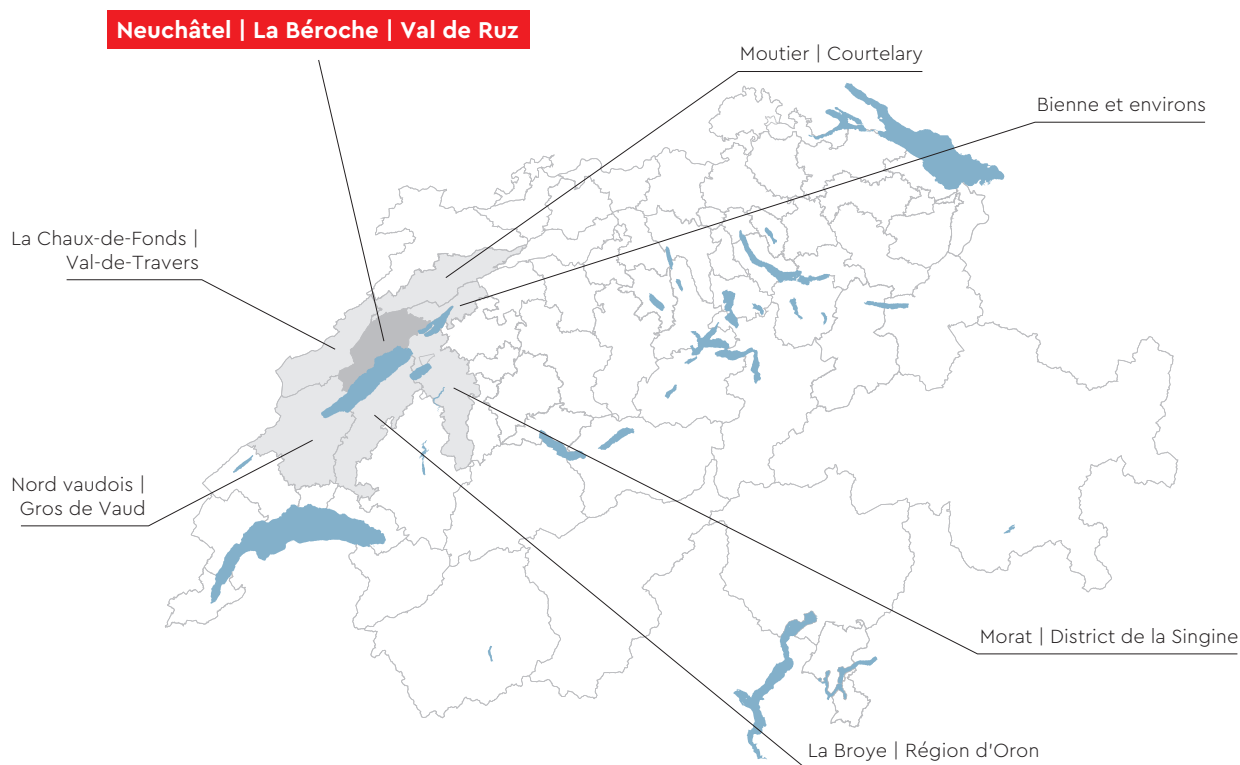 Neuchâtel | La Béroche | Val de Ruz
Moutier | Courtelary
Bienne et environs
La Chaux-de-Fonds |
Val-de-Travers
Nord vaudois |
Gros de Vaud
Morat | District de la Singine
La Broye | Région d'Oron